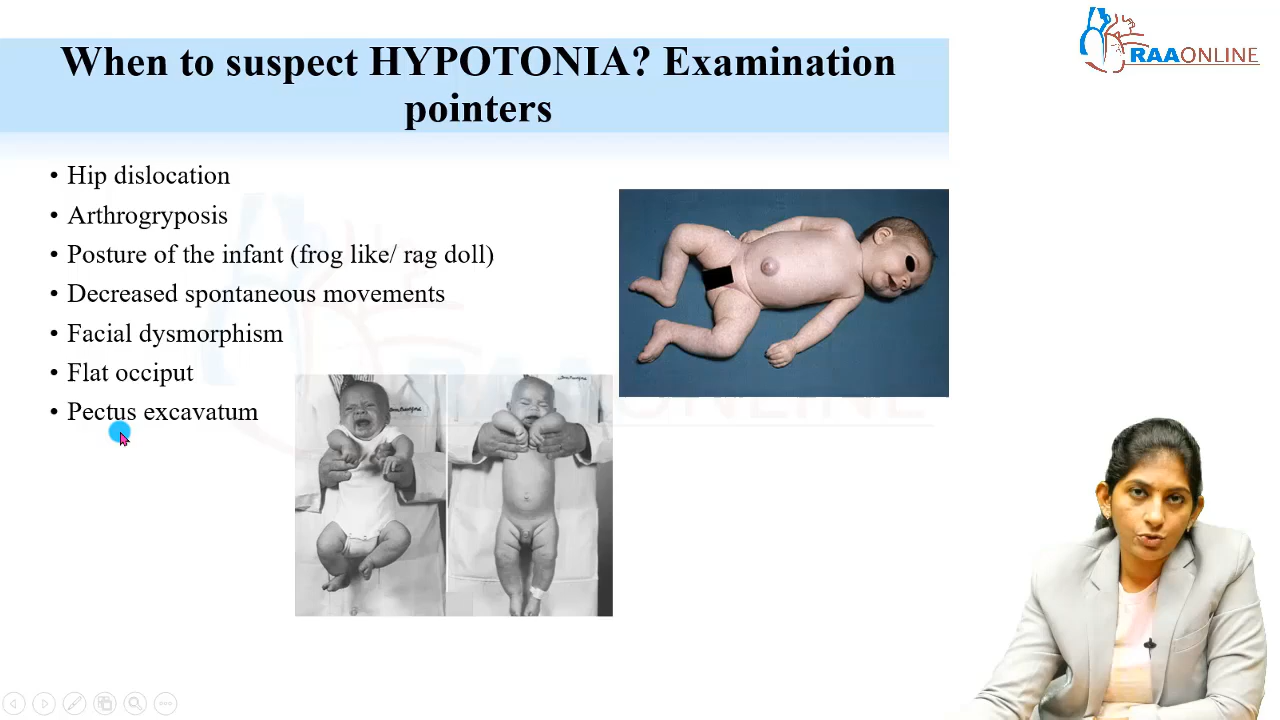 RAAONLINE
When to suspect HYPOTONIA? Examination
pointers
• Hip dislocation
• Arthrogryposis
• Posture of the infant (frog like/ rag doll)
• Decreased spontaneous movements
• Facial dysmorphism
• Flat occiput
• Pectus excavatum
RAAONLINE